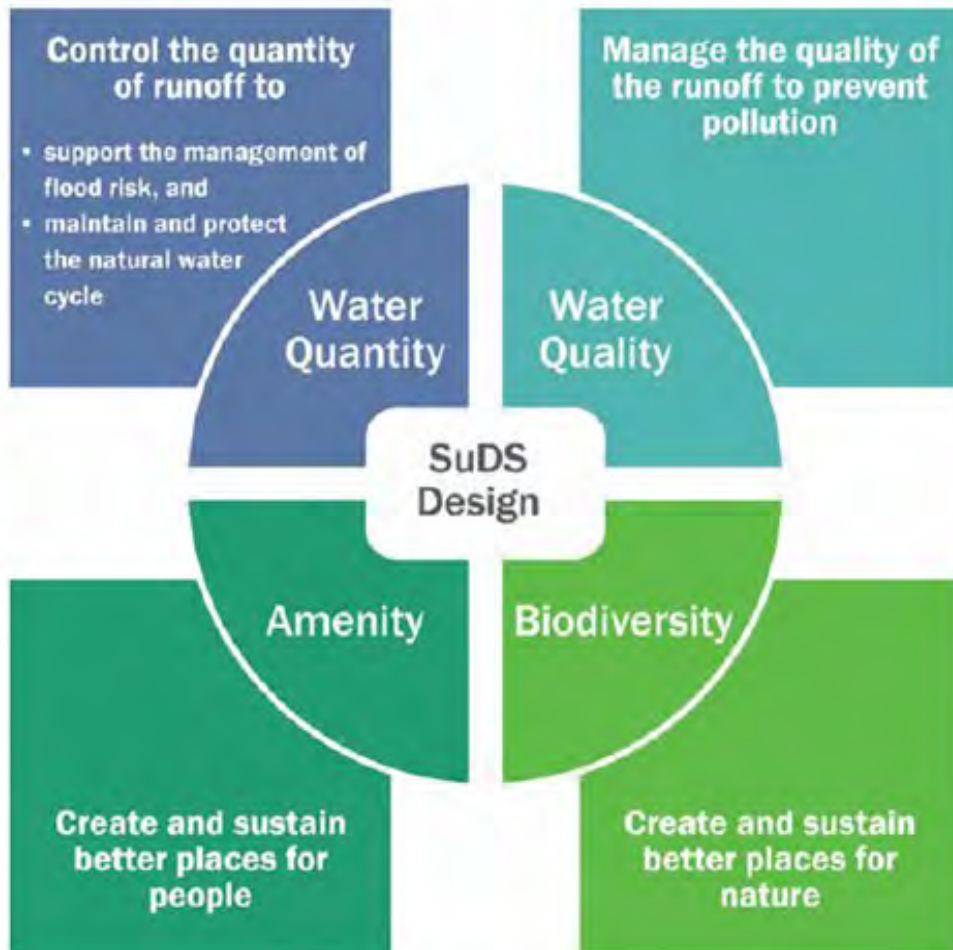 Control the quantity
of runoff to
• support the management of
flood risk, and
• maintain and protect
the natural water
cycle
Manage the quality of
the runoff to prevent
pollution
Water
Quantity
Water
Quality
SuDS
Design
Amenity
Biodiversity
Create and sustain
better places for
people
Create and sustain
better places for
nature